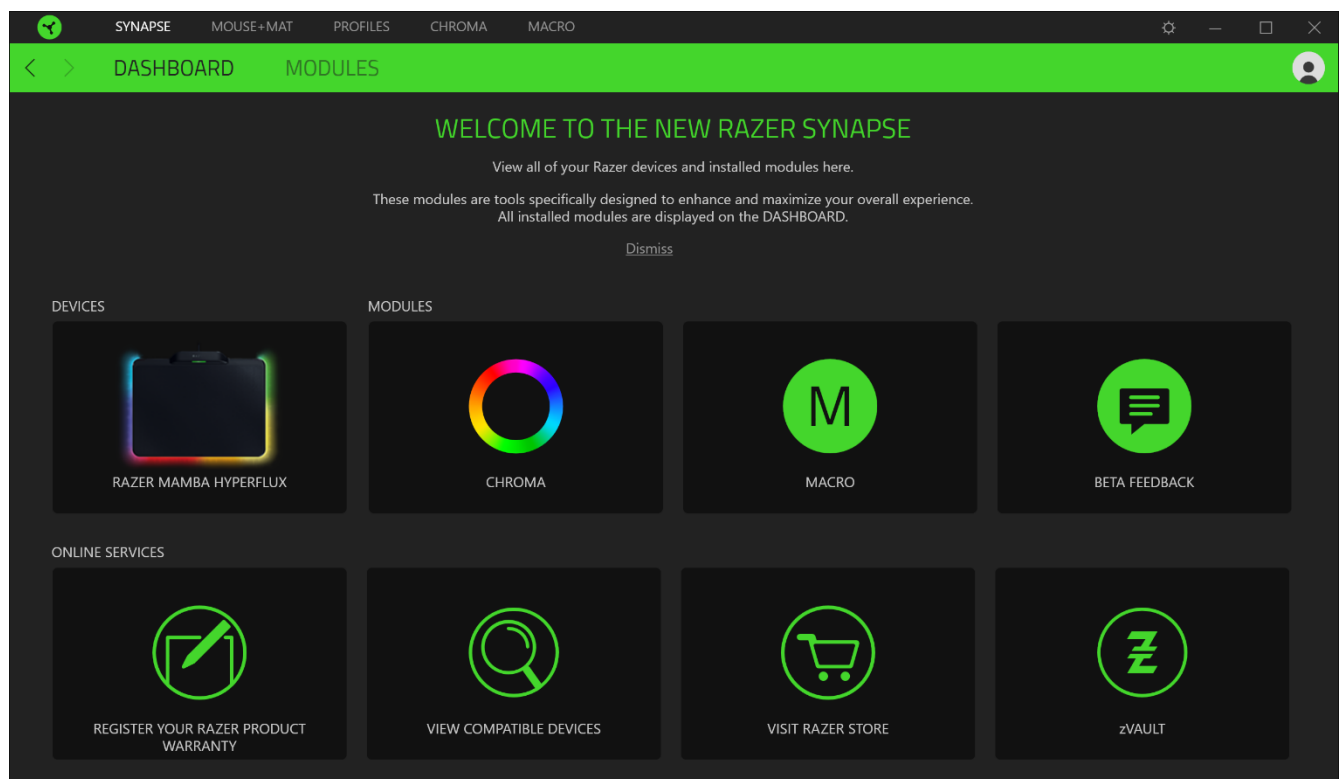 SYNAPSE MOUSE+MAT PROFILES CHROMA MACRO
DASHBOARD MODULES
WELCOME TO THE NEW RAZER SYNAPSE
View all of your Razer devices and installed modules here.
These modules are tools specifically designed to enhance and maximize your overall experience.
All installed modules are displayed on the DASHBOARD.
Dismiss
DEVICES MODULES
M
RAZER MAMBA HYPERFLUX CHROMA MACRO BETA FEEDBACK
ONLINE SERVICES
REGISTER YOUR RAZER PRODUCT
WARRANTY
VIEW COMPATIBLE DEVICES VISIT RAZER STORE zVAULT